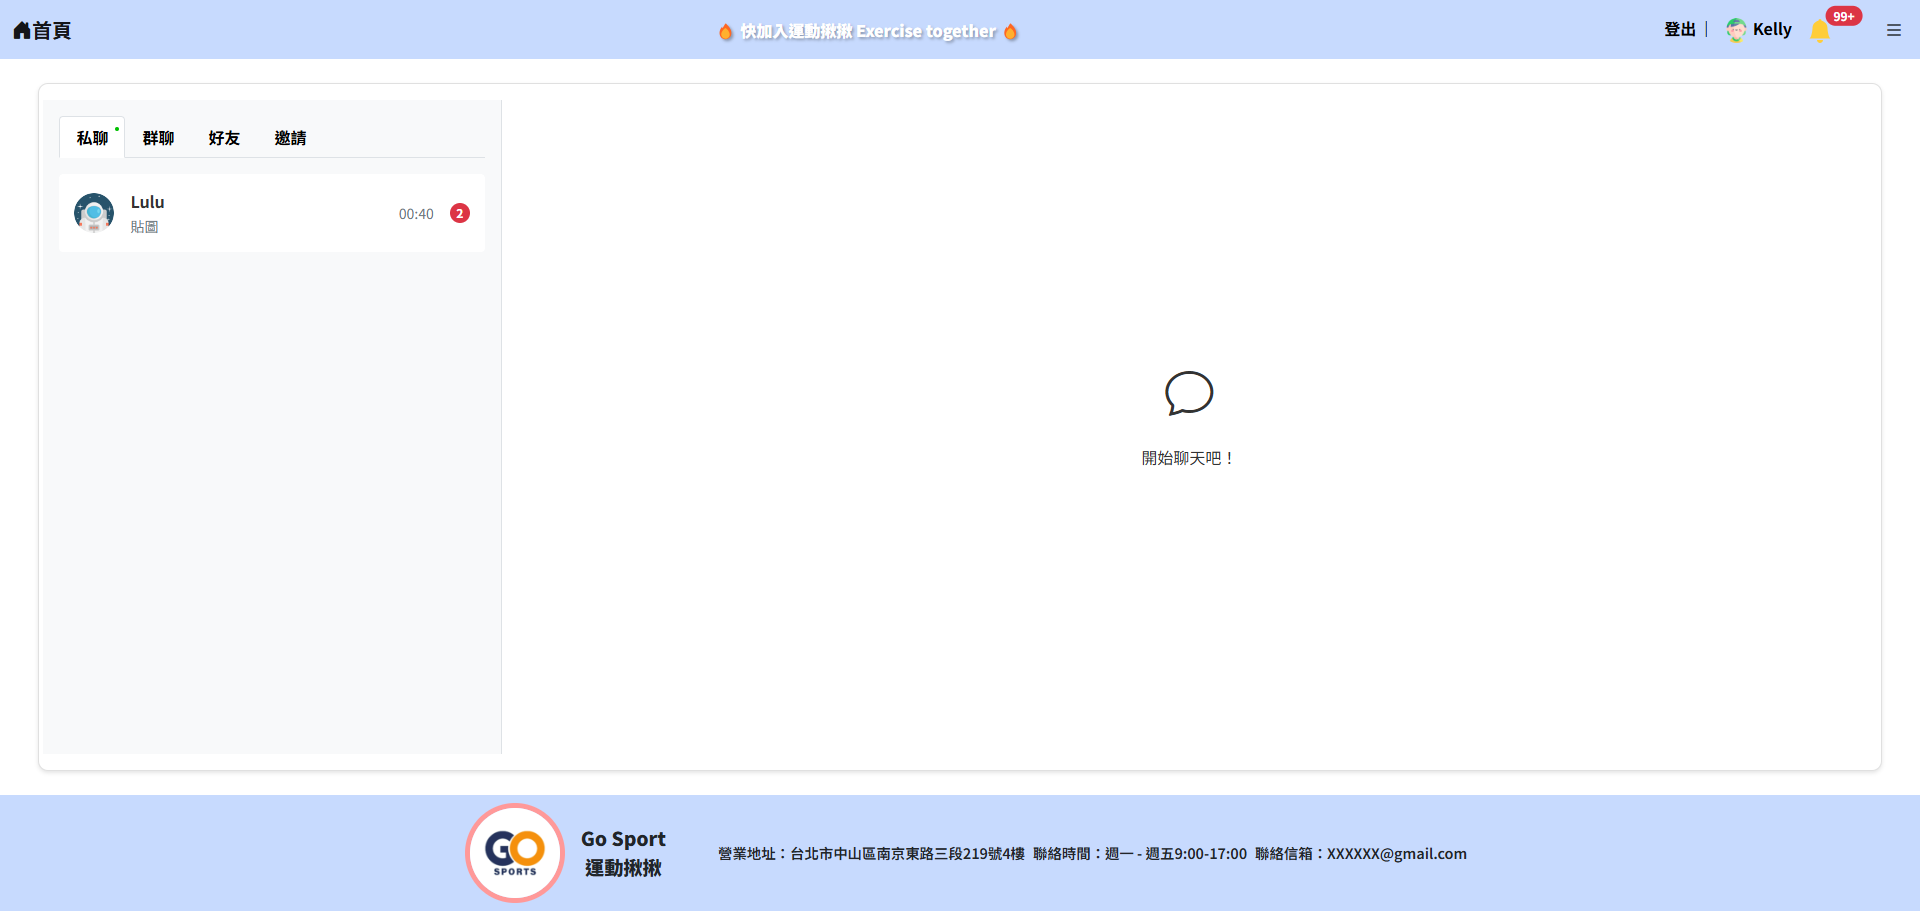 首頁
快加入運動揪揪 Exercise together
登出 | Kelly
99+
私聊 群聊 好友 邀請
Lulu
貼圖
00:40
2
開始聊天吧！
GO
SPORTS
Go Sport
運動揪揪
營業地址：台北市中山區南京東路三段219號4樓 聯絡時間：週一 - 週五9:00-17:00 聯絡信箱：XXXXXX@gmail.com